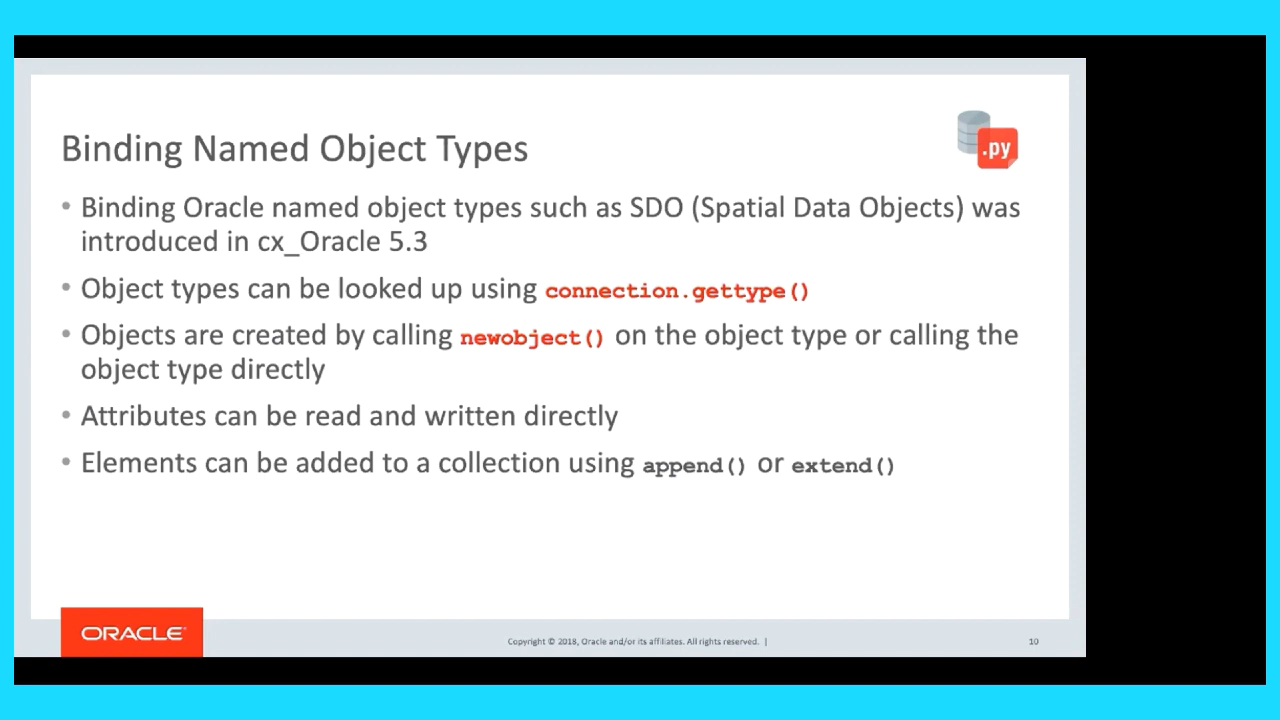 Binding Named Object Types
.py
• Binding Oracle named object types such as SDO (Spatial Data Objects) was
introduced in cx_Oracle 5.3
• Object types can be looked up using connection.gettype()
• Objects are created by calling newobject() on the object type or calling the
object type directly
• Attributes can be read and written directly
• Elements can be added to a collection using append() or extend()
ORACLE®
Copyright © 2018, Oracle and/or its affiliates. All rights reserved. |
10